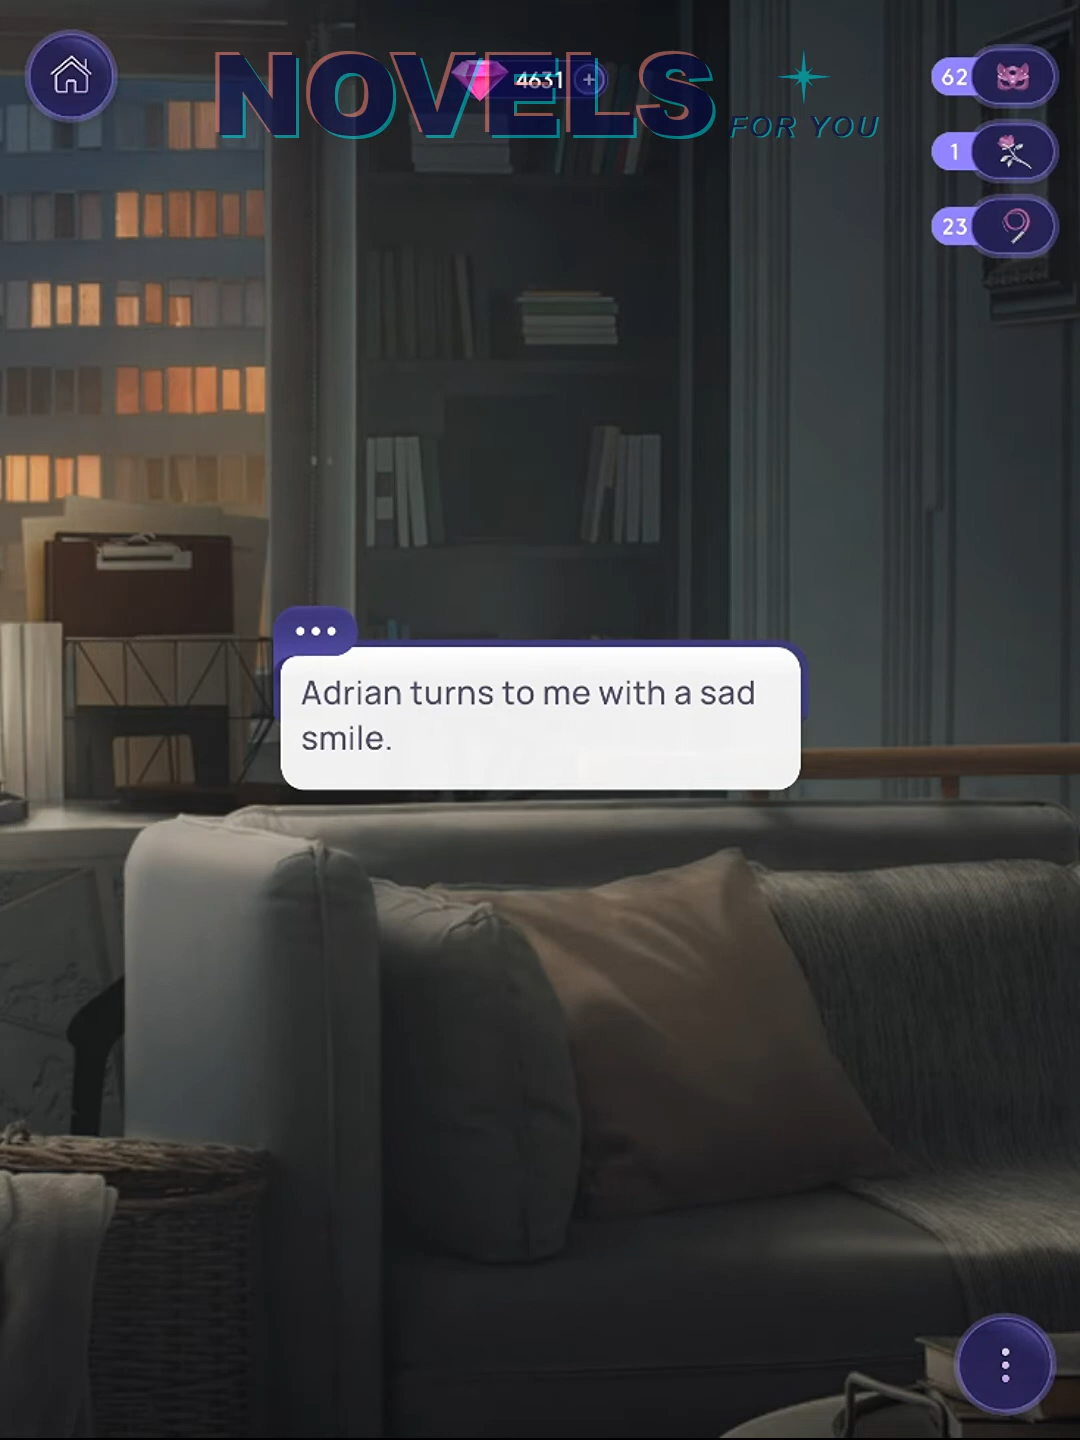 NOVELS
FOR YOU
4631 +
62
1
23
Adrian turns to me with a sad
smile.